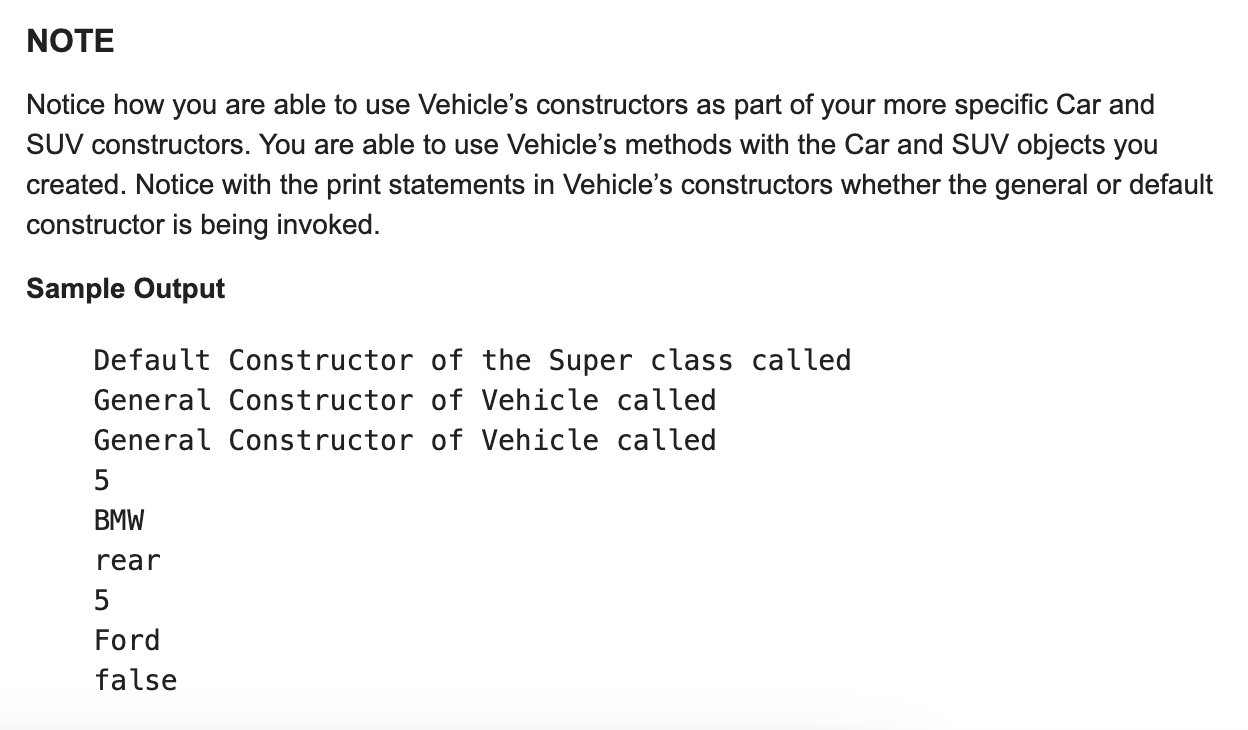 NOTE
Notice how you are able to use Vehicle’s constructors as part of your more specific Car and
SUV constructors. You are able to use Vehicle’s methods with the Car and SUV objects you
created. Notice with the print statements in Vehicle’s constructors whether the general or default
constructor is being invoked.
Sample Output
Default Constructor of the Super class called
General Constructor of Vehicle called
General Constructor of Vehicle called
5
BMW
rear
5
Ford
false